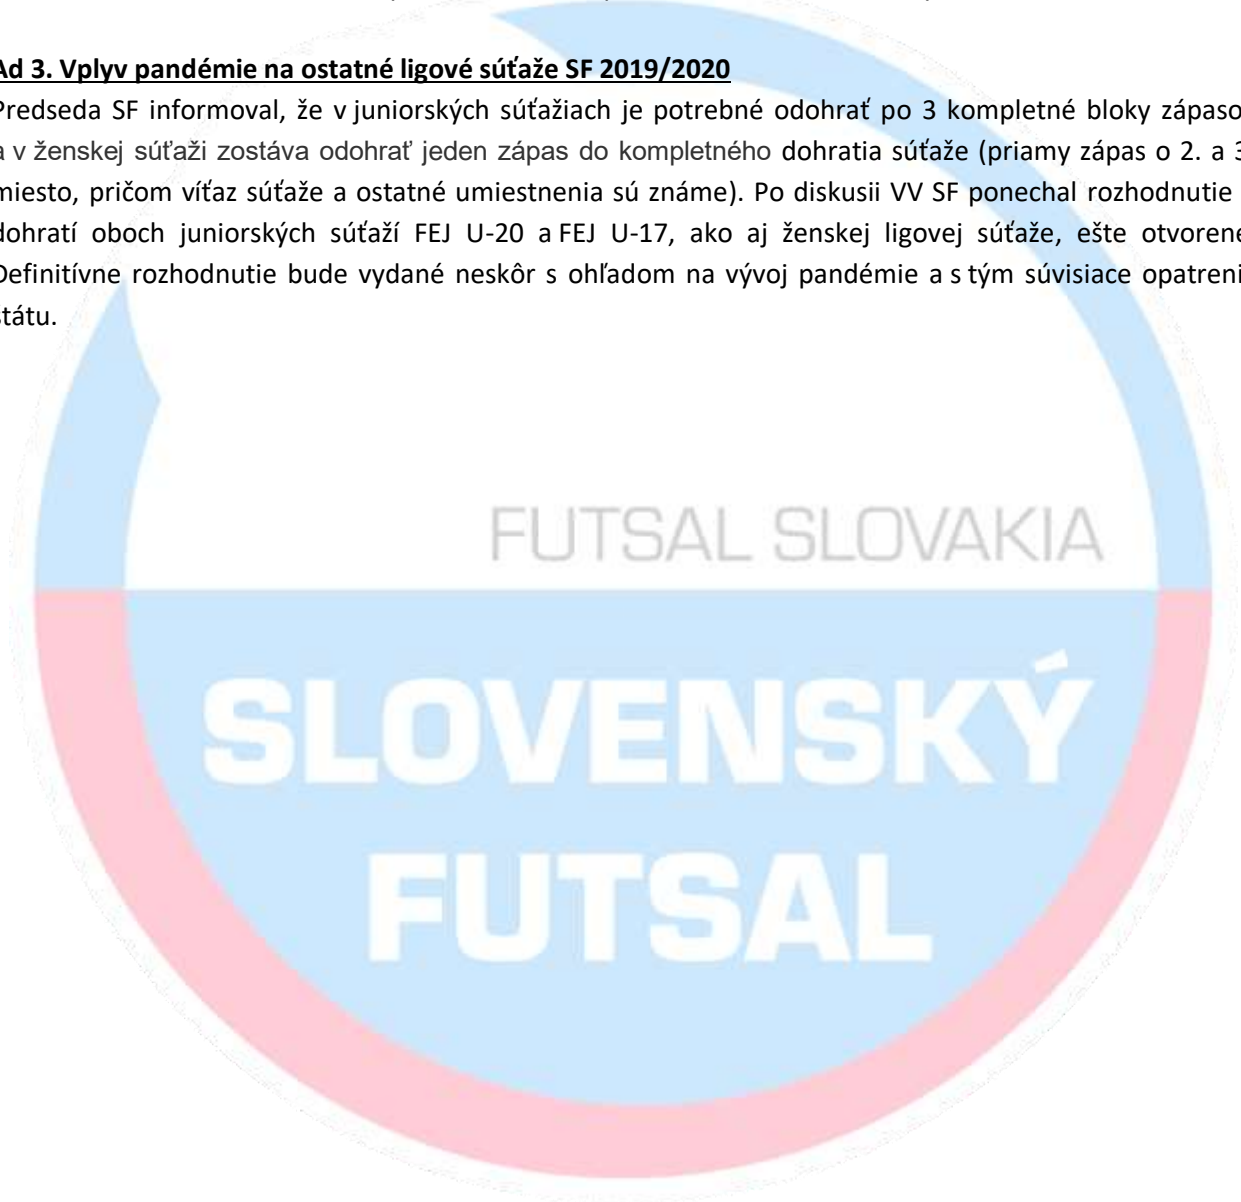 Ad 3. Vplyv pandémie na ostatné ligové súťaže SF 2019/2020
Predseda SF informoval, že v juniorských súťažiach je potrebné odohrať po 3 kompletné bloky zápaso
a v ženskej súťaži zostáva odohrať jeden zápas do kompletného dohratia súťaže (priamy zápas o 2. a 3
miesto, pričom víťaz súťaže a ostatné umiestnenia sú známe). Po diskusii VV SF ponechal rozhodnutie
dohratí oboch juniorských súťaží FEJ U-20 a FEJ U-17, ako aj ženskej ligovej súťaže, ešte otvorené
Definitívne rozhodnutie bude vydané neskôr s ohľadom na vývoj pandémie a s tým súvisiace opatreni
štátu.
FUTSAL SLOVAKIA
SLOVENSKÝ
FUTSAL